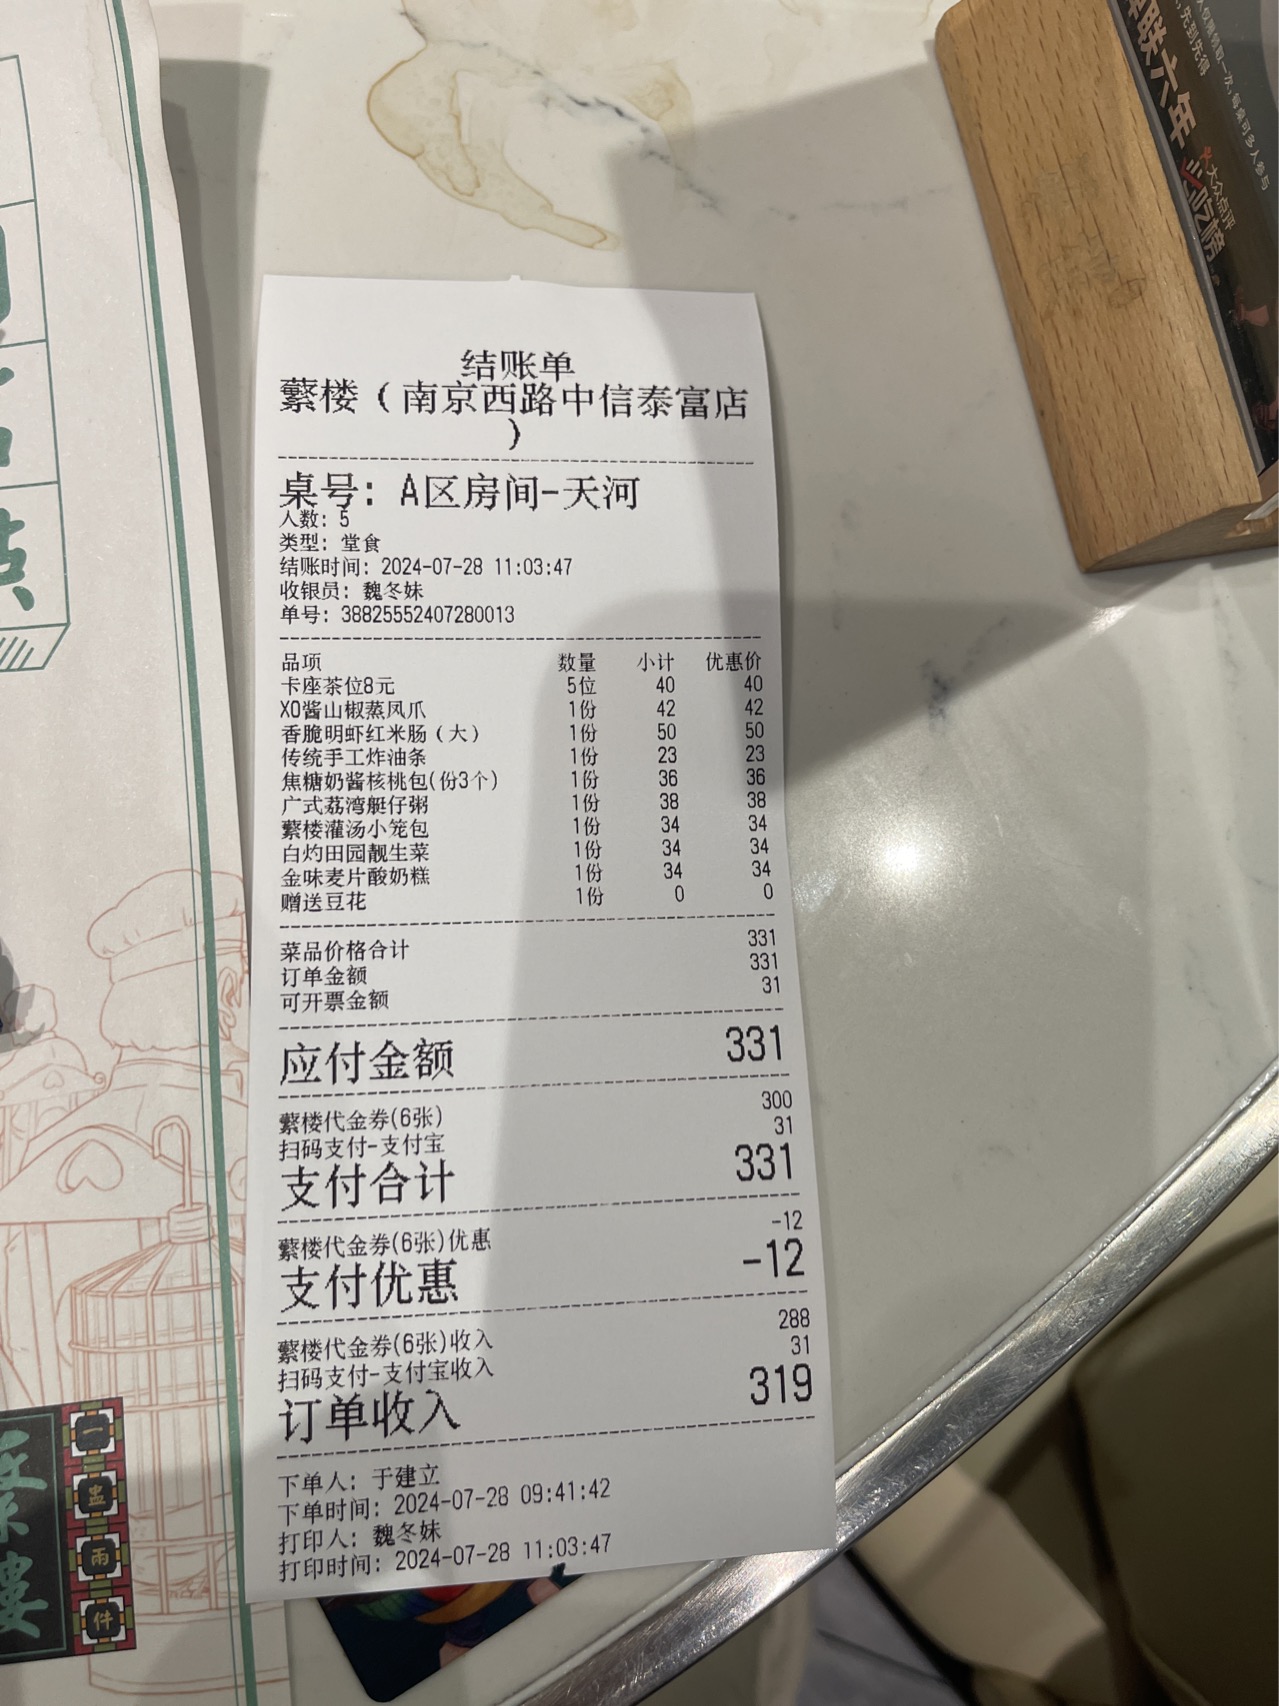 结账单
蘩楼（南京西路中信泰富店
）
桌号: A区房间-天河
人数: 5
类型: 堂食
结账时间: 2024-07-28 11:03:47
收银员: 魏冬妹
单号: 38825552407280013
品项 数量 小计 优惠价
卡座茶位8元 5位 40 40
XO酱山椒蒸凤爪 1份 42 42
香脆明虾红米肠（大） 1份 50 50
传统手工炸油条 1份 23 23
焦糖奶酱核桃包(份3个) 1份 36 36
广式荔湾艇仔粥 1份 38 38
蘩楼灌汤小笼包 1份 34 34
白灼田园靓生菜 1份 34 34
金味麦片酸奶糕 1份 34 34
赠送豆花 1份 0 0
菜品价格合计 331
订单金额 331
可开票金额 31
应付金额 331
蘩楼代金券(6张) 300
扫码支付-支付宝 31
支付合计 331
蘩楼代金券(6张)优惠 -12
支付优惠 -12
蘩楼代金券(6张)收入 288
扫码支付-支付宝收入 31
订单收入 319
下单人: 于建立
下单时间: 2024-07-28 09:41:42
打印人: 魏冬妹
打印时间: 2024-07-28 11:03:47
一
盅
兩
件
大众点评
必吃榜